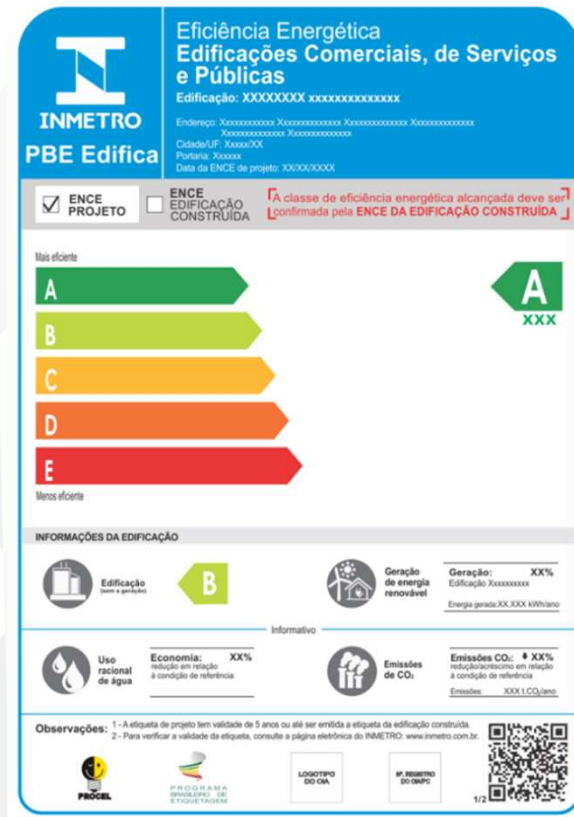 Eficiência Energética
Edificações Comerciais, de Serviços
e Públicas
Edificação: XXXXXXXX xxxxxxxxxxxxxx
INMETRO
PBE Edifica
Endereço: Xxxxxxxxxxxx Xxxxxxxxxxxxxx Xxxxxxxxxxxxxx Xxxxxxxxxxxxxx
Xxxxxxxxxxxxxx Xxxxxxxxxxxxxx
Cidade/UF: Xxxxx/XX
Portaria: Xxxxxx
Data da ENCE de projeto: XX/XX/XXXX
ENCE
PROJETO
ENCE
EDIFICAÇÃO
CONSTRUÍDA
A classe de eficiência energética alcançada deve ser
confirmada pela ENCE DA EDIFICAÇÃO CONSTRUÍDA
Mais eficiente
A
B
C
D
E
Menos eficiente
A
XXX
INFORMAÇÕES DA EDIFICAÇÃO
Edificação
(sem a geração)
B
Geração
de energia
renovável
Geração: XX%
Edificação Xxxxxxxxxx
Energia gerada:XX.XXX kWh/ano
Informativo
Uso
racional
de água
Economia: XX%
redução em relação
à condição de referência
Emissões
de CO₂
Emissões CO₂: XX%
redução/acréscimo em relação
à condição de referência
Emissões: XXX t.CO₂/ano
Observações: 1 - A etiqueta de projeto tem validade de 5 anos ou até ser emitida a etiqueta da edificação construída.
2 - Para verificar a validade da etiqueta, consulte a página eletrônica do INMETRO: www.inmetro.com.br.
PROCEL
PROGRAMA
BRASILEIRO DE
ETIQUETAGEM
LOGOTIPO
DO OIA
Nº. REGISTRO
DO OIA/PC
1/2